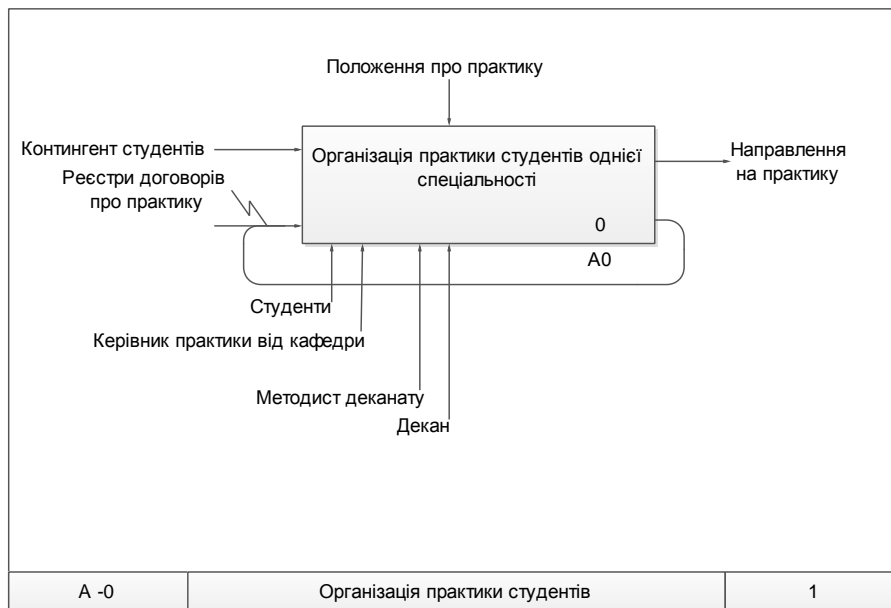 Положення про практику
Контингент студентів
Реєстри договорів
про практику
Організація практики студентів однієї
спеціальності
0
А0
Направлення
на практику
Студенти
Керівник практики від кафедри
Методист деканату
Декан
А -0
Організація практики студентів
1